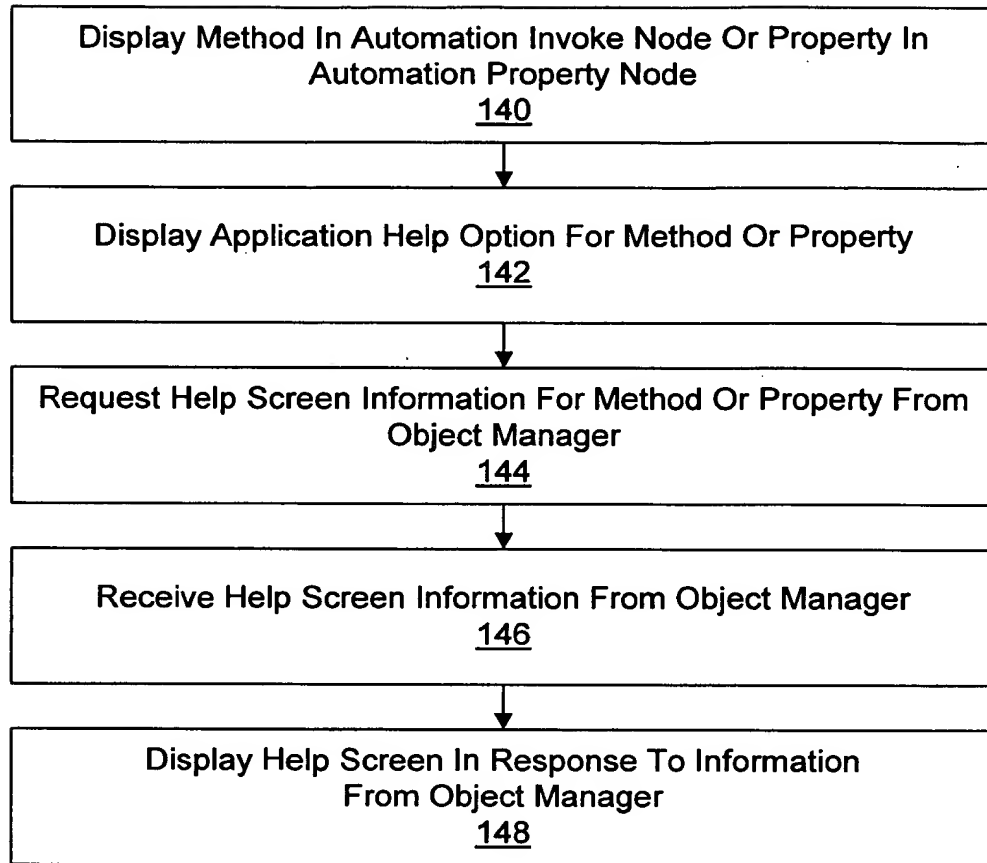 Display Method In Automation Invoke Node Or Property In
Automation Property Node
140
Display Application Help Option For Method Or Property
142
Request Help Screen Information For Method Or Property From
Object Manager
144
Receive Help Screen Information From Object Manager
146
Display Help Screen In Response To Information
From Object Manager
148